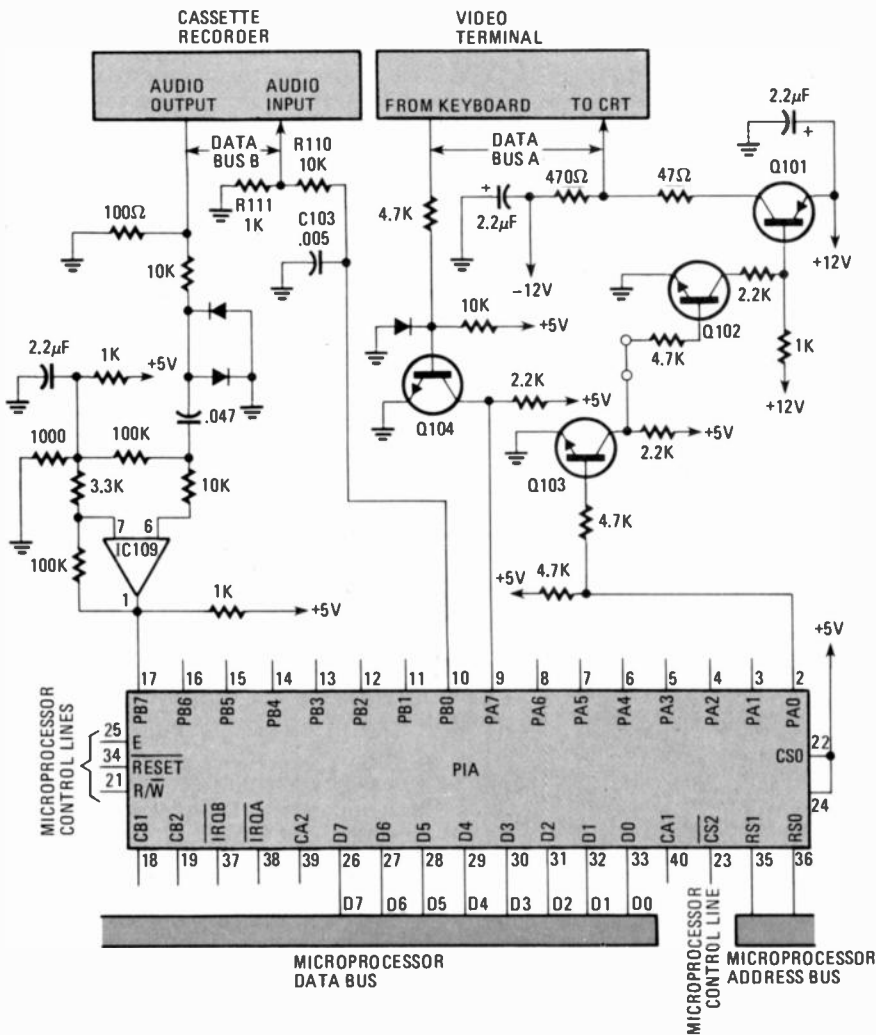 CASSETTE
RECORDER
VIDEO
TERMINAL
AUDIO
OUTPUT
AUDIO
INPUT
FROM KEYBOARD
TO CRT
DATA
BUS B
R110
10K
DATA
BUS A
2.2µF
+
Q101
470Ω
47Ω
100Ω
R111
1K
C103
.005
4.7K
+
2.2µF
-12V
+12V
10K
2.2K
10K
+5V
Q102
4.7K
1K
2.2µF
1K
+5V
.047
Q104
2.2K
+5V
+12V
1000
100K
Q103
2.2K
+5V
3.3K
10K
7
6
IC109
100K
1
4.7K
+5V
4.7K
1K
+5V
+5V
17
16
15
14
13
12
11
10
9
8
7
6
5
4
3
2
PB7
PB6
PB5
PB4
PB3
PB2
PB1
PB0
PA7
PA6
PA5
PA4
PA3
PA2
PA1
PA0
MICROPROCESSOR
CONTROL LINES
25
E
34
RESET
21
R/W
PIA
22
CS0
24
CB1
CB2
IRQB
IRQA
CA2
D7
D6
D5
D4
D3
D2
D1
D0
CA1
CS2
RS1
RS0
18
19
37
38
39
26
27
28
29
30
31
32
33
40
23
35
36
D7
D6
D5
D4
D3
D2
D1
D0
MICROPROCESSOR
DATA BUS
MICROPROCESSOR
CONTROL LINE
MICROPROCESSOR
ADDRESS BUS